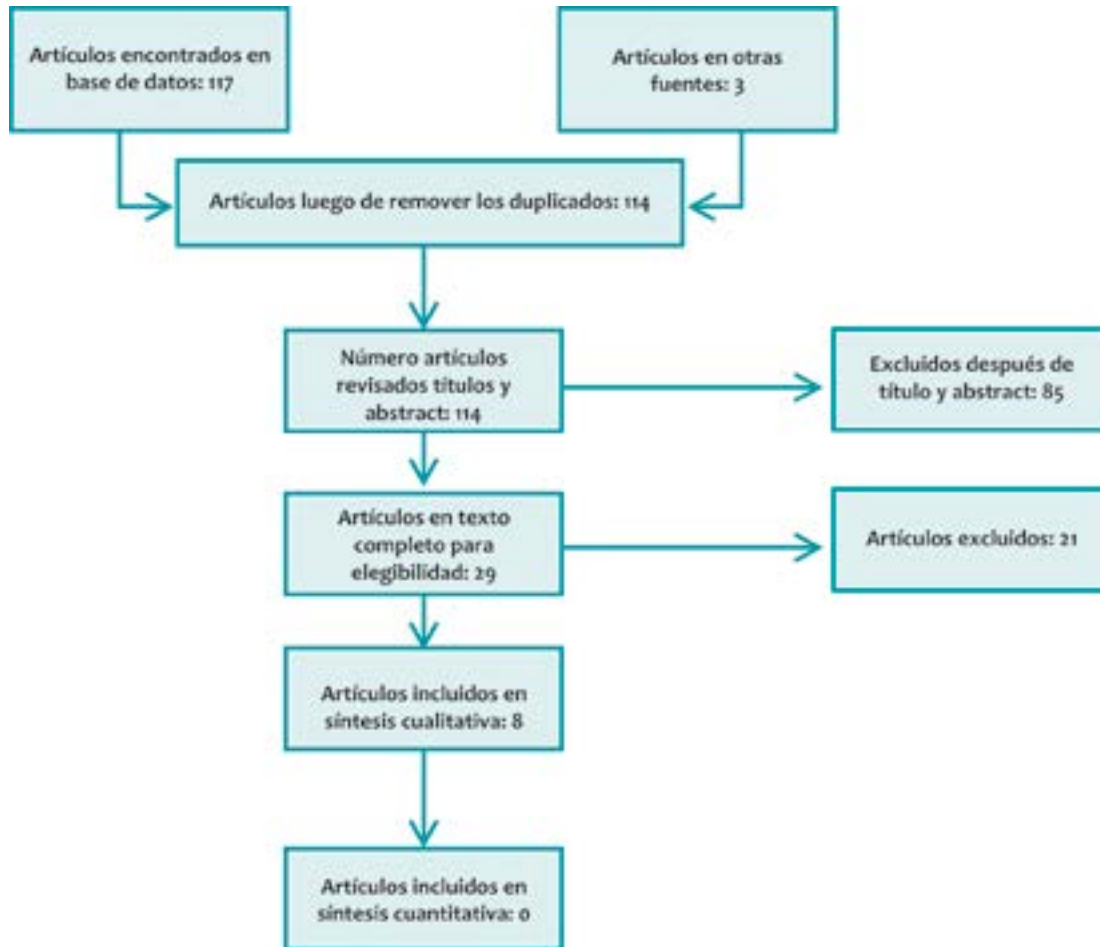 Artículos encontrados en
base de datos: 117
Artículos en otras
fuentes: 3
Artículos luego de remover los duplicados: 114
Número artículos
revisados títulos y
abstract: 114
Excluidos después de
título y abstract: 85
Artículos en texto
completo para
elegibilidad: 29
Artículos excluidos: 21
Artículos incluidos en
síntesis cualitativa: 8
Artículos incluidos en
síntesis cuantitativa: 0